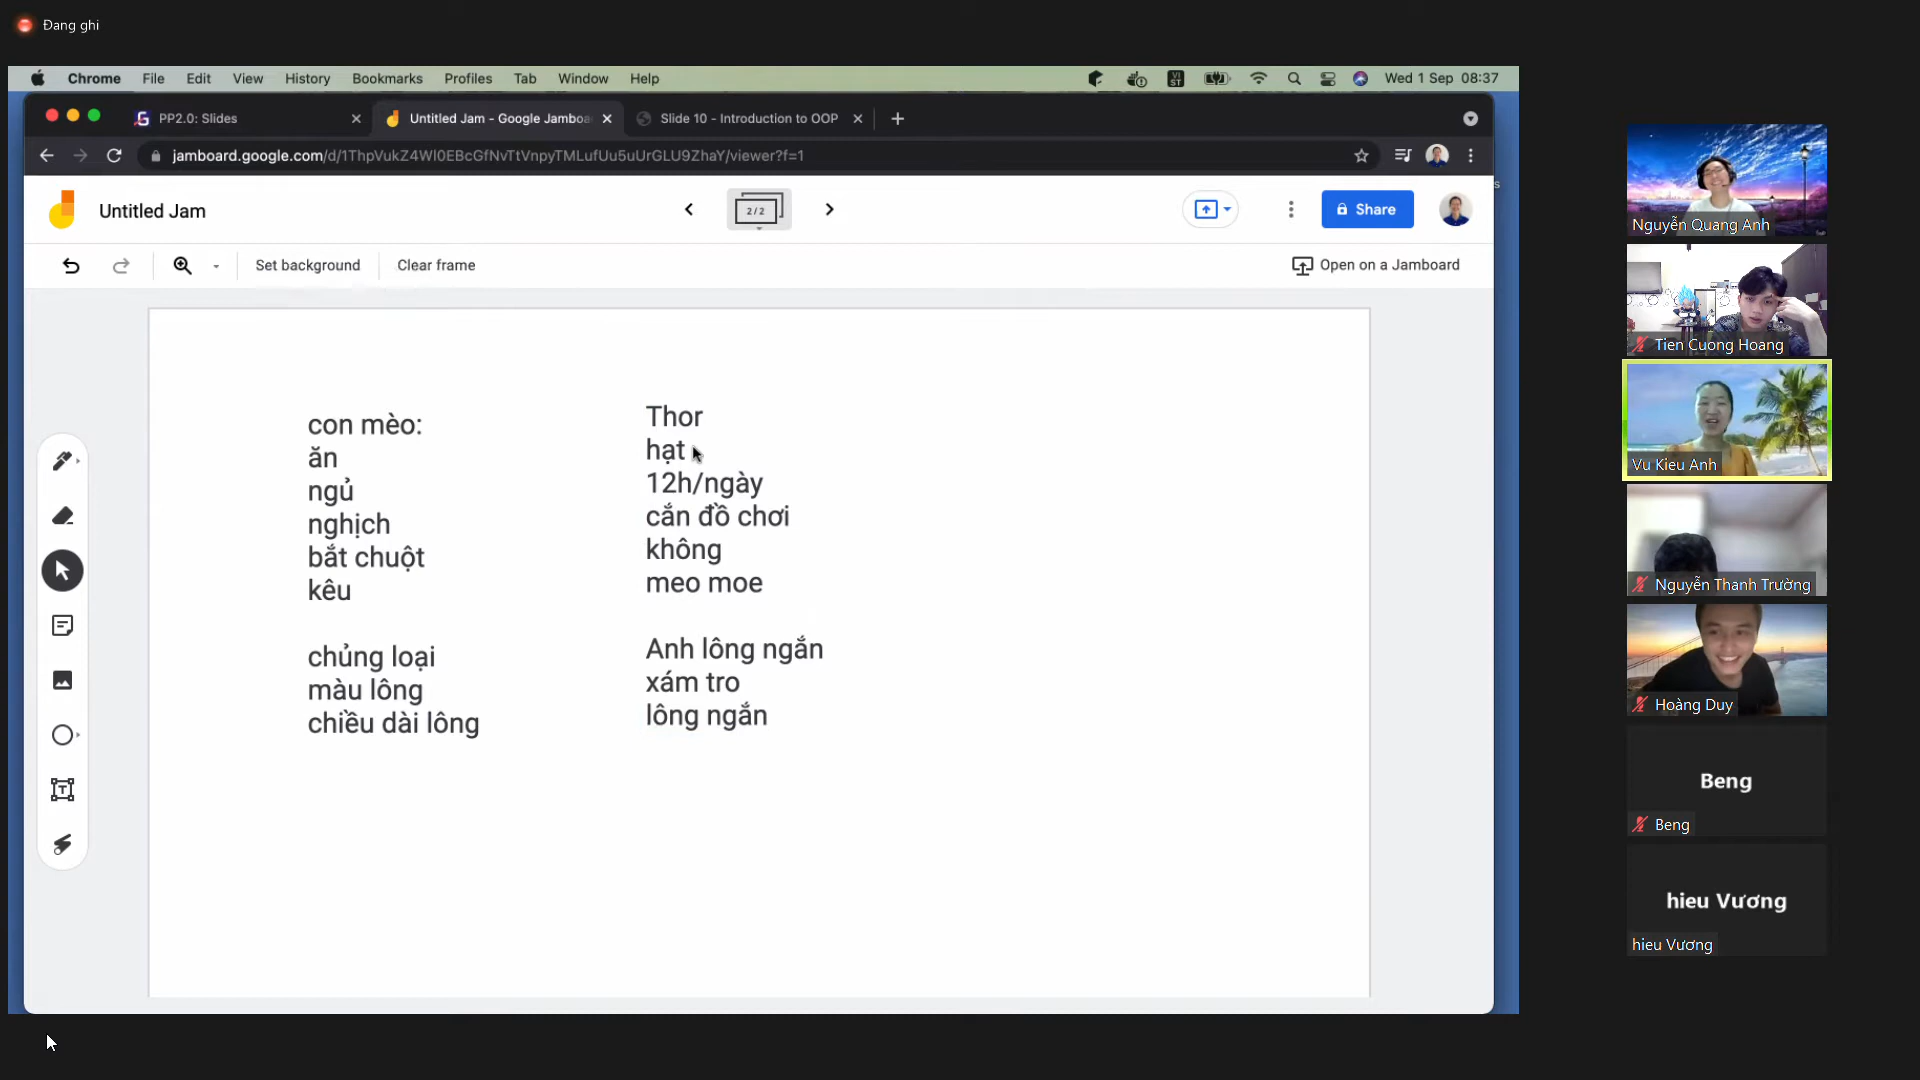 Đang ghi
Chrome File Edit View History Bookmarks Profiles Tab Window Help
VI
ST
Wed 1 Sep 08:37
PP2.0: Slides
Untitled Jam - Google Jamboa
Slide 10 - Introduction to OOP
jamboard.google.com/d/1ThpVukZ4WI0EBcGfNvTtVnpyTMLufUu5uUrGLU9ZhaY/viewer?f=1
Untitled Jam
2/2
Share
Set background
Clear frame
Open on a Jamboard
con mèo:
ăn
ngủ
nghịch
bắt chuột
kêu
chủng loại
màu lông
chiều dài lông
Thor
hạt
12h/ngày
cắn đồ chơi
không
meo moe
Anh lông ngắn
xám tro
lông ngắn
Nguyễn Quang Anh
Tien Cuong Hoang
Vu Kieu Anh
Nguyễn Thanh Trường
Hoàng Duy
Beng
Beng
hieu Vương
hieu Vương